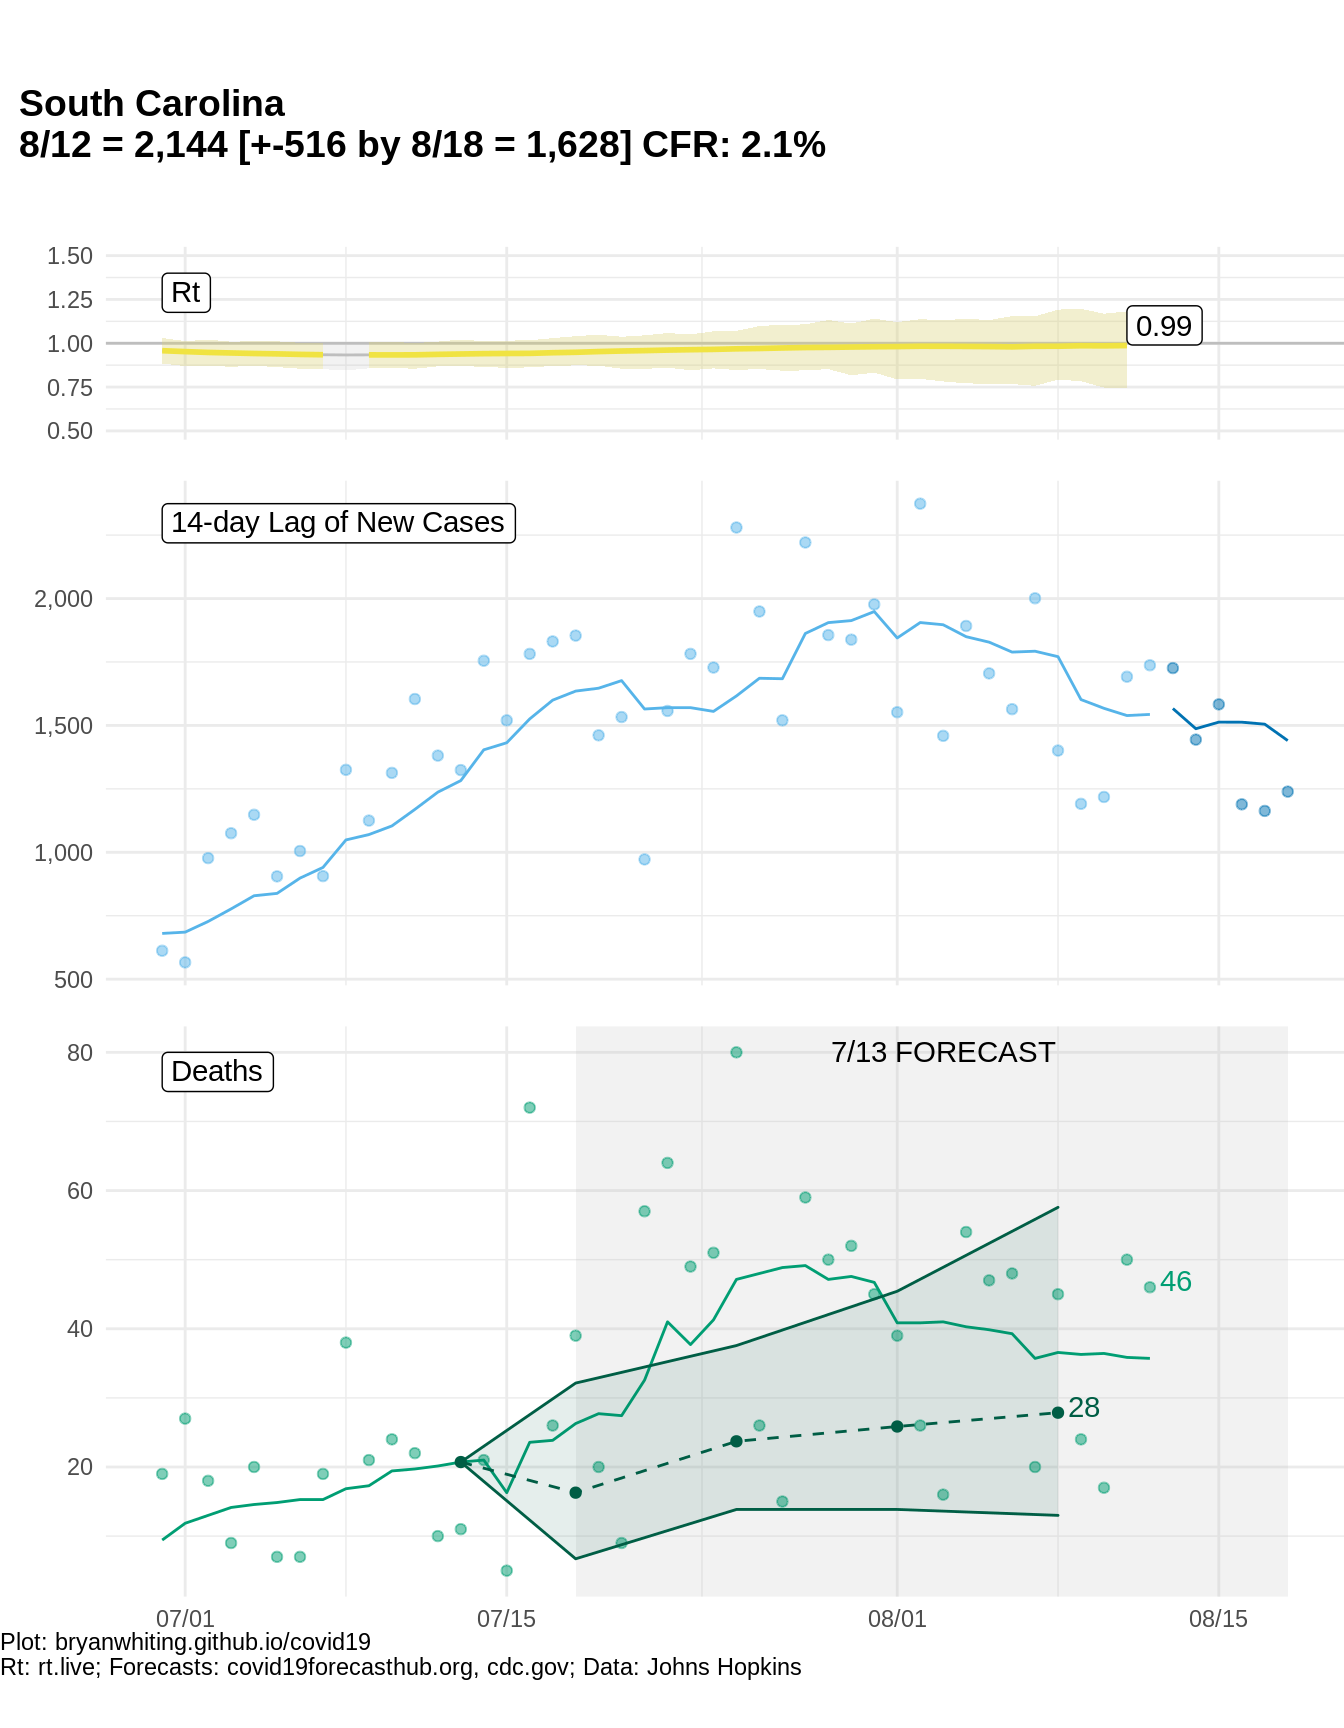 South Carolina
8/12 = 2,144 [+-516 by 8/18 = 1,628] CFR: 2.1%
1.50
1.25
1.00
0.75
0.50
Rt
0.99
14-day Lag of New Cases
2,000
1,500
1,000
500
80
60
40
20
Deaths
7/13 FORECAST
46
28
07/01
07/15
08/01
08/15
Plot: bryanwhiting.github.io/covid19
Rt: rt.live; Forecasts: covid19forecasthub.org, cdc.gov; Data: Johns Hopkins